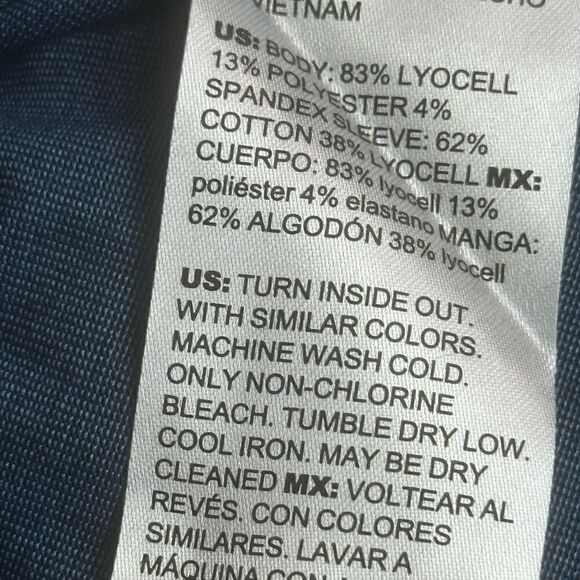 VIETNAM
US: BODY: 83% LYOCELL
13% POLYESTER 4%
SPANDEX SLEEVE: 62%
COTTON 38% LYOCELL MX:
CUERPO: 83% lyocell 13%
poliéster 4% elastano MANGA:
62% ALGODÓN 38% lyocell
US: TURN INSIDE OUT.
WITH SIMILAR COLORS.
MACHINE WASH COLD.
ONLY NON-CHLORINE
BLEACH. TUMBLE DRY LOW.
COOL IRON. MAY BE DRY
CLEANED MX: VOLTEAR AL
REVÉS. CON COLORES
SIMILARES. LAVAR A
MÁQUINA CON